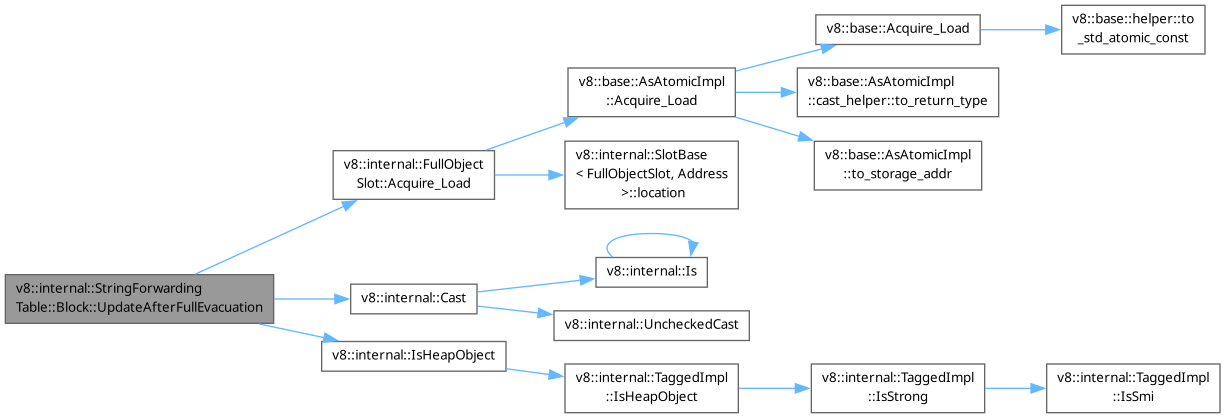 v8::internal::StringForwarding
Table::Block::UpdateAfterFullEvacuation
v8::internal::FullObject
Slot::Acquire_Load
v8::base::AsAtomicImpl
::Acquire_Load
v8::base::Acquire_Load
v8::base::helper::to
_std_atomic_const
v8::base::AsAtomicImpl
::cast_helper::to_return_type
v8::base::AsAtomicImpl
::to_storage_addr
v8::internal::SlotBase
< FullObjectSlot, Address
>::location
v8::internal::Cast
v8::internal::Is
v8::internal::UncheckedCast
v8::internal::IsHeapObject
v8::internal::TaggedImpl
::IsHeapObject
v8::internal::TaggedImpl
::IsStrong
v8::internal::TaggedImpl
::IsSmi